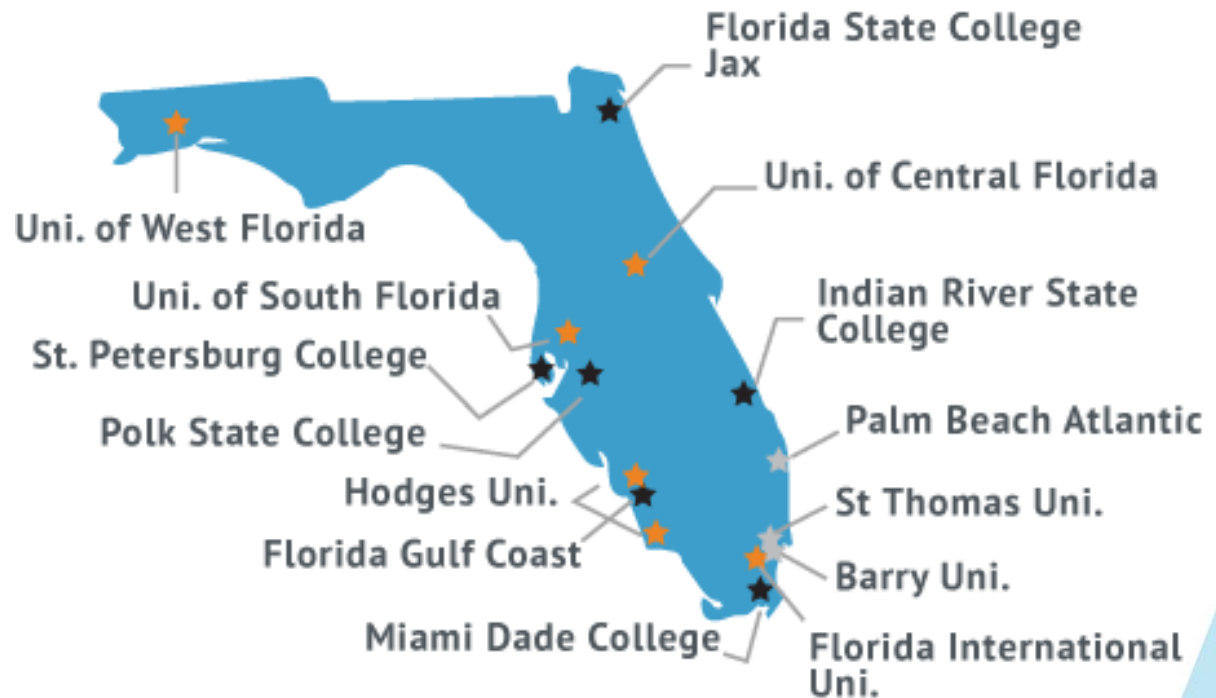 Florida State College
Jax
Uni. of Central Florida
Uni. of West Florida
Uni. of South Florida
Indian River State
College
St. Petersburg College
Palm Beach Atlantic
Polk State College
Hodges Uni.
St Thomas Uni.
Florida Gulf Coast
Barry Uni.
Miami Dade College
Florida International
Uni.